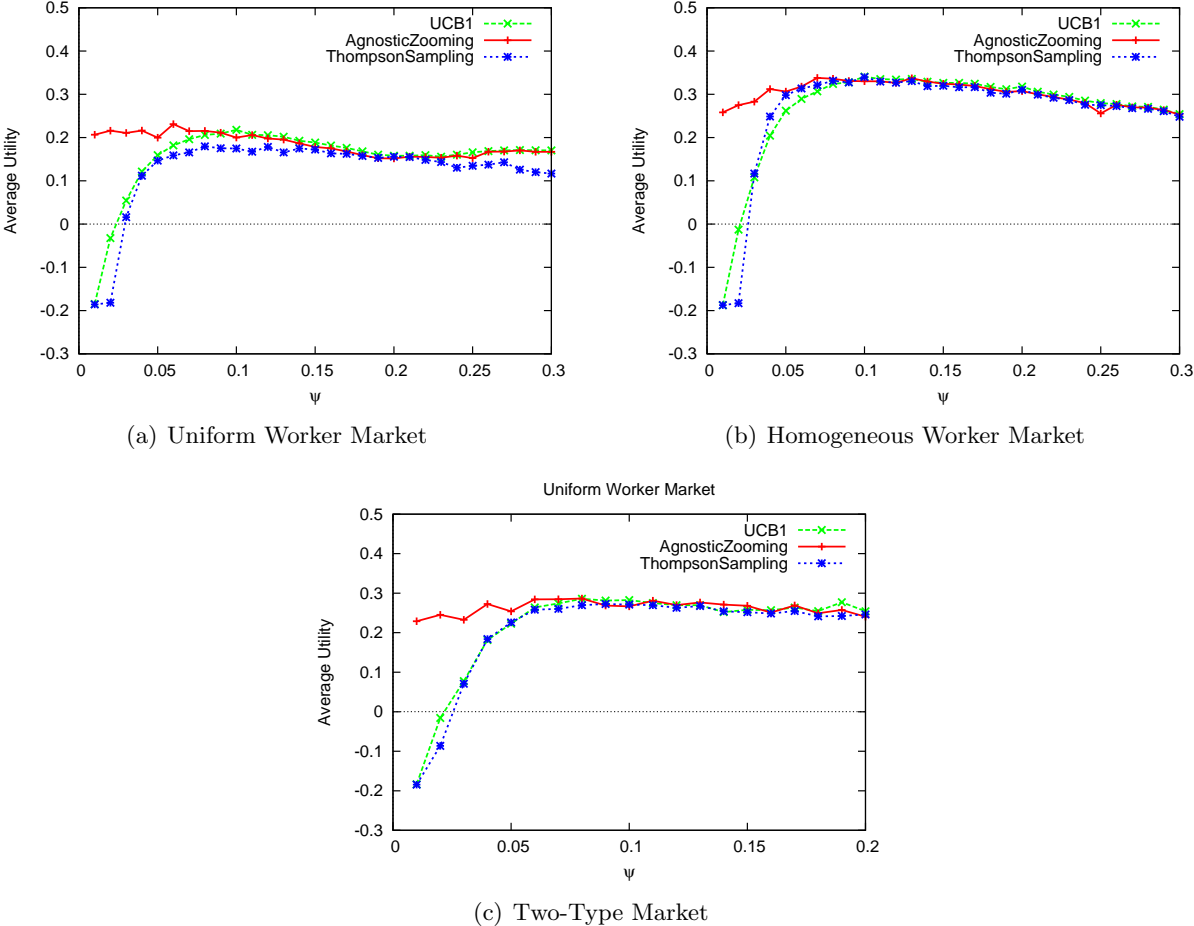 0.5
0.4
0.3
0.2
0.1
0
-0.1
-0.2
-0.3
0 0.05 0.1 0.15 0.2 0.25 0.3
Average Utility
ψ
UCB1
AgnosticZooming
ThompsonSampling
(a) Uniform Worker Market
0.5
0.4
0.3
0.2
0.1
0
-0.1
-0.2
-0.3
0 0.05 0.1 0.15 0.2 0.25 0.3
Average Utility
ψ
UCB1
AgnosticZooming
ThompsonSampling
(b) Homogeneous Worker Market
Uniform Worker Market
0.5
0.4
0.3
0.2
0.1
0
-0.1
-0.2
-0.3
0 0.05 0.1 0.15 0.2
Average Utility
ψ
UCB1
AgnosticZooming
ThompsonSampling
(c) Two-Type Market